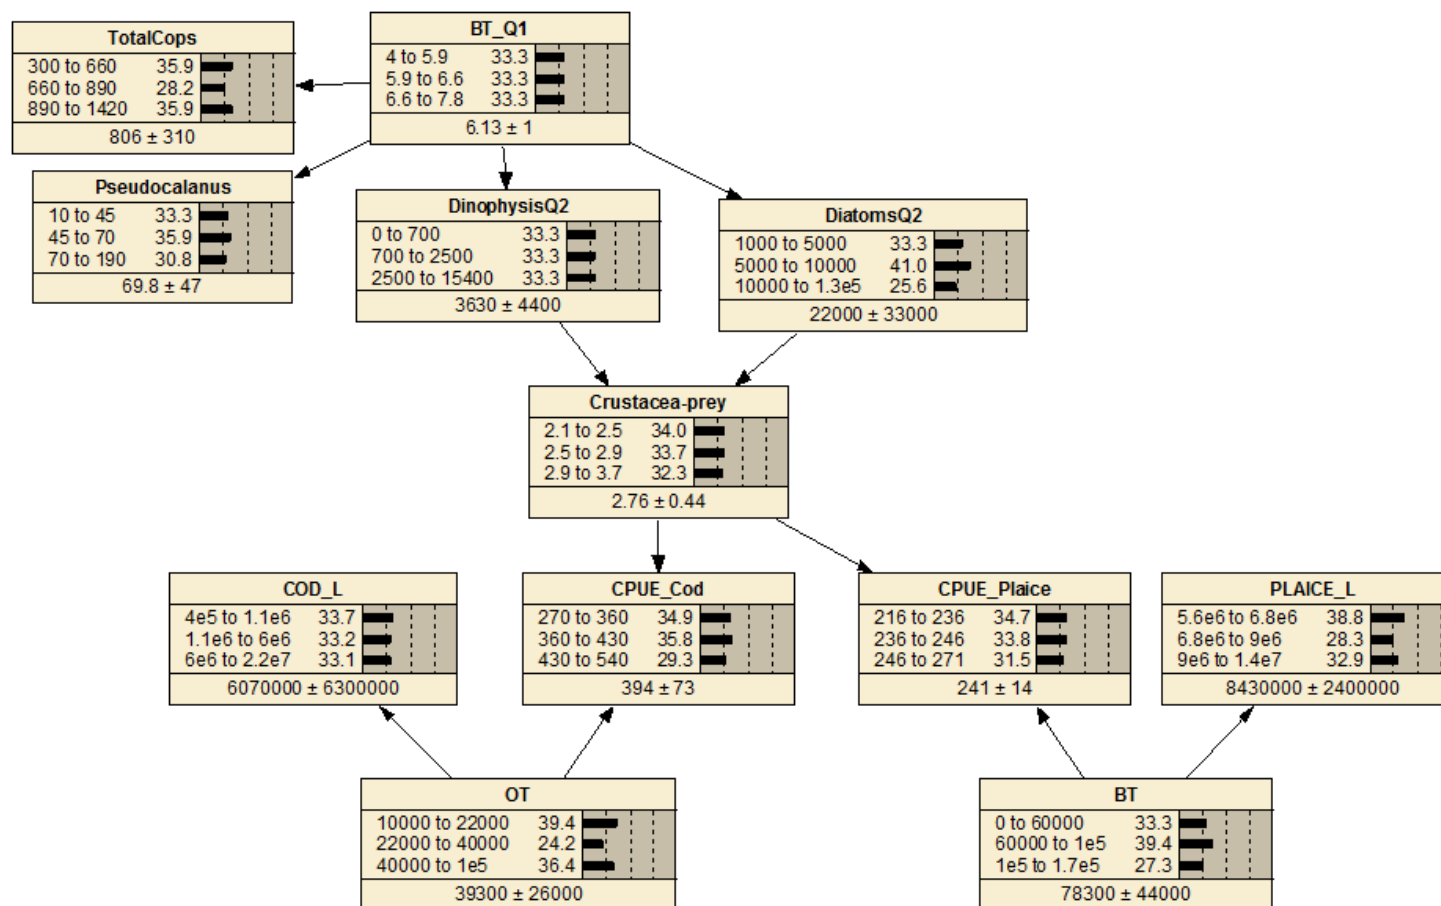 TotalCops
300 to 660 35.9
660 to 890 28.2
890 to 1420 35.9
806 ± 310
BT_Q1
4 to 5.9 33.3
5.9 to 6.6 33.3
6.6 to 7.8 33.3
6.13 ± 1
Pseudocalanus
10 to 45 33.3
45 to 70 35.9
70 to 190 30.8
69.8 ± 47
DinophysisQ2
0 to 700 33.3
700 to 2500 33.3
2500 to 15400 33.3
3630 ± 4400
DiatomsQ2
1000 to 5000 33.3
5000 to 10000 41.0
10000 to 1.3e5 25.6
22000 ± 33000
Crustacea-prey
2.1 to 2.5 34.0
2.5 to 2.9 33.7
2.9 to 3.7 32.3
2.76 ± 0.44
COD_L
4e5 to 1.1e6 33.7
1.1e6 to 6e6 33.2
6e6 to 2.2e7 33.1
6070000 ± 6300000
CPUE_Cod
270 to 360 34.9
360 to 430 35.8
430 to 540 29.3
394 ± 73
CPUE_Plaice
216 to 236 34.7
236 to 246 33.8
246 to 271 31.5
241 ± 14
PLAICE_L
5.6e6 to 6.8e6 38.8
6.8e6 to 9e6 28.3
9e6 to 1.4e7 32.9
8430000 ± 2400000
OT
10000 to 22000 39.4
22000 to 40000 24.2
40000 to 1e5 36.4
39300 ± 26000
BT
0 to 60000 33.3
60000 to 1e5 39.4
1e5 to 1.7e5 27.3
78300 ± 44000